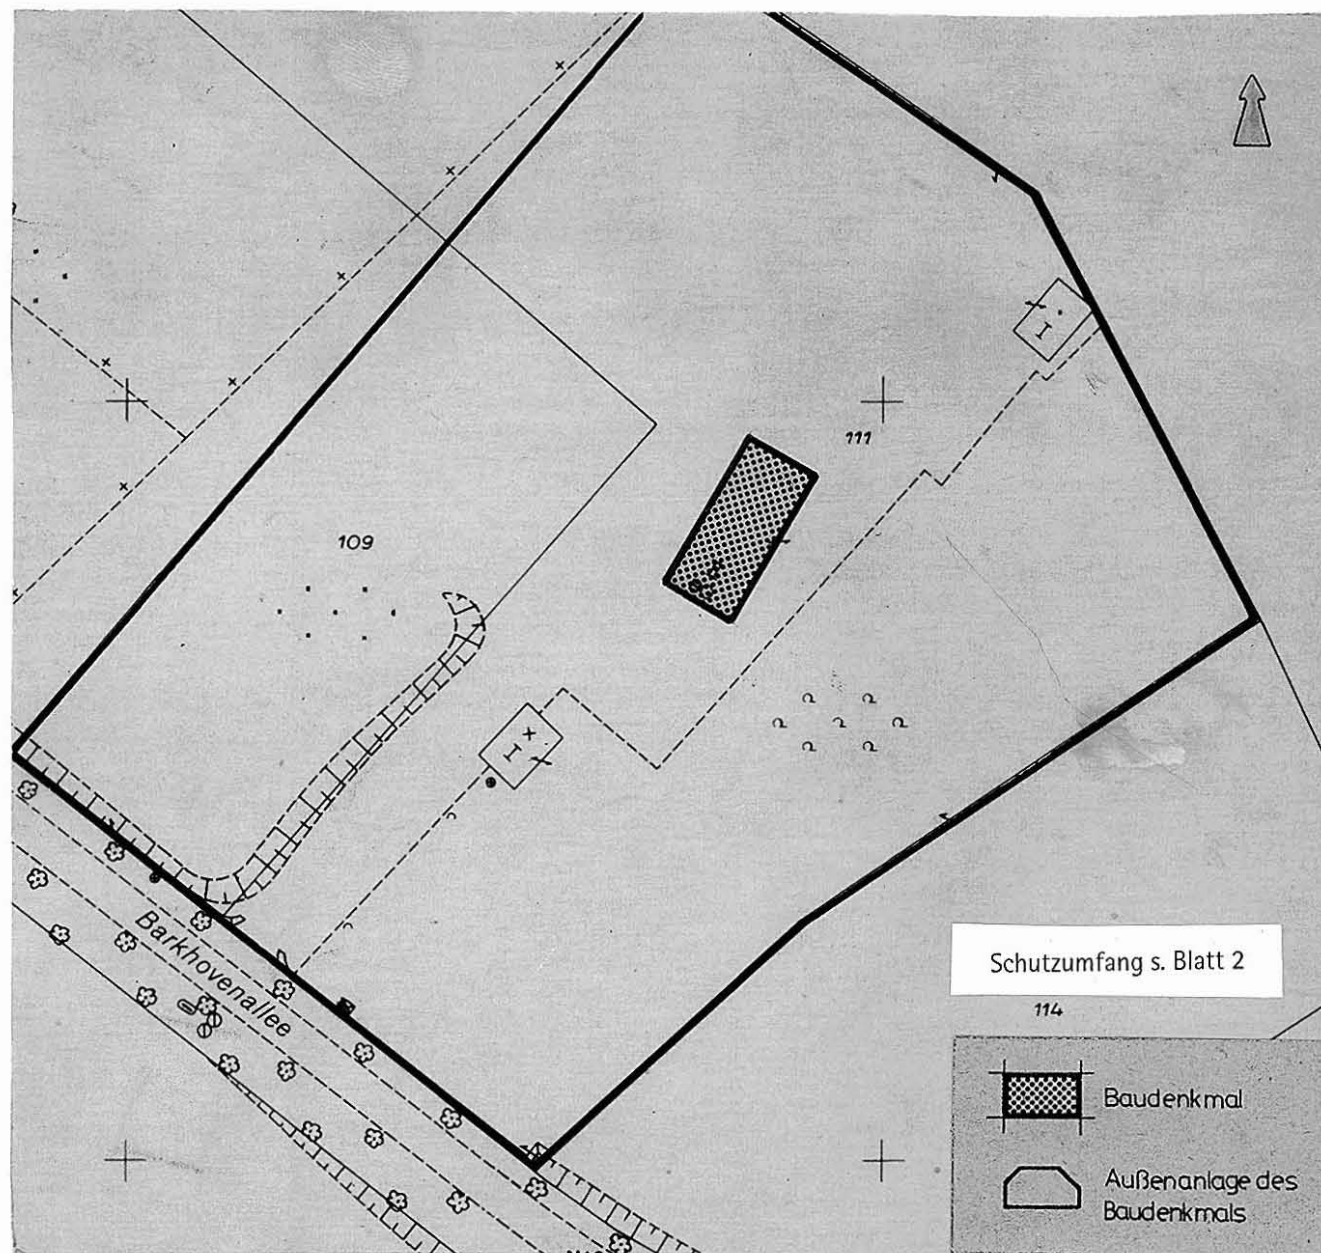 111
109
Barkhovenallee
Schutzumfang s. Blatt 2
114
Baudenkmal
Außenanlage des
Baudenkmals